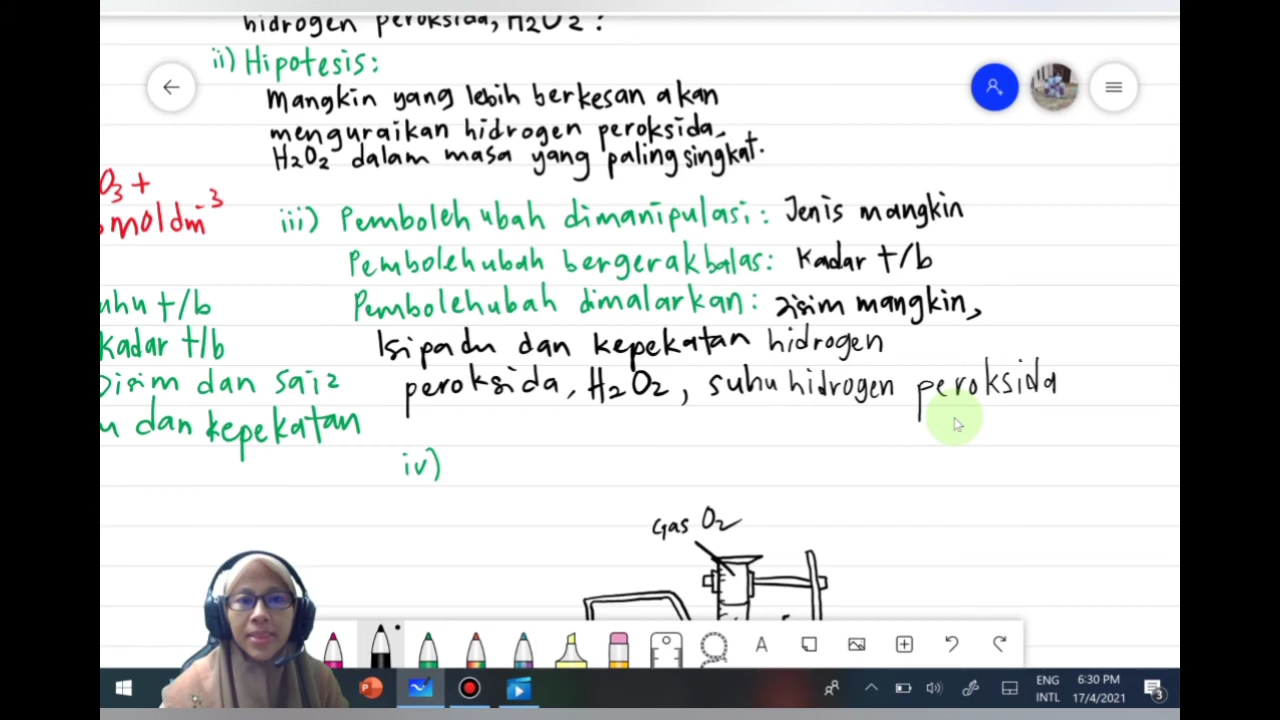 hidrogen peroksida, H2O2?
ii) Hipotesis:
Mangkin yang lebih berkesan akan
menguraikan hidrogen peroksida,
H2O2 dalam masa yang paling singkat.
O3 +
mol dm-3
iii) Pembolehubah dimanipulasi: Jenis mangkin
Pembolehubah bergerakbalas: Kadar t/b
Pembolehubah dimalarkan: Jisim mangkin,
Isipadu dan kepekatan hidrogen
peroksida, H2O2, suhu hidrogen peroksida
uhu t/b
kadar t/b
Jisim dan saiz
u dan kepekatan
iv)
Gas O2
A
ENG
INTL
6:30 PM
17/4/2021
3